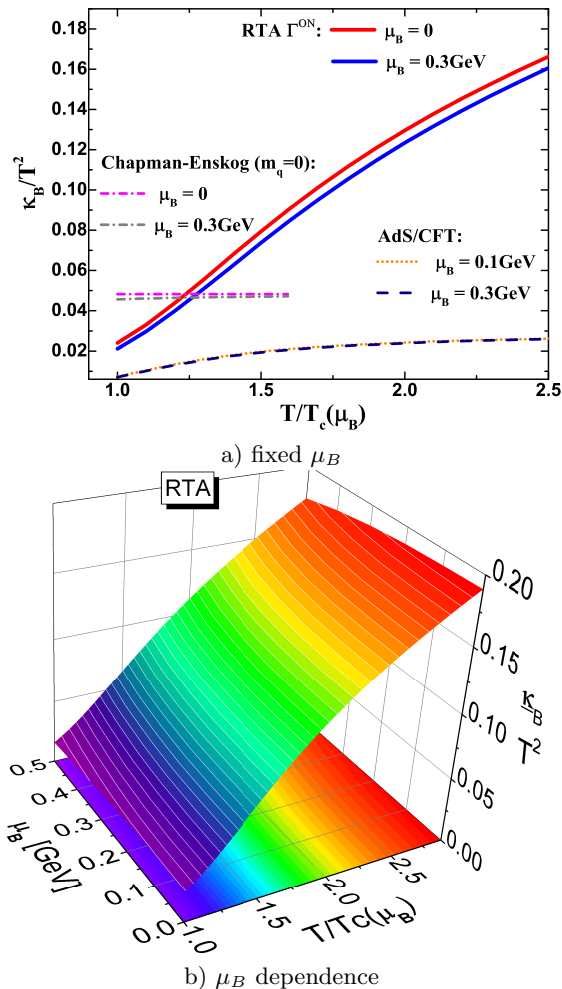 RTA Γ^ON:
μ_B = 0
μ_B = 0.3GeV
Chapman-Enskog (m_q=0):
μ_B = 0
μ_B = 0.3GeV
AdS/CFT:
μ_B = 0.1GeV
μ_B = 0.3GeV
κ_B/T^2
0.18
0.16
0.14
0.12
0.10
0.08
0.06
0.04
0.02
1.0 1.5 2.0 2.5
T/T_c(μ_B)
a) fixed μ_B
RTA
0.20
0.15
0.10
0.05
0.00
κ_B
T^2
0.5
0.4
0.3
0.2
0.1
0.0
μ_B [GeV]
1.0
1.5
2.0
2.5
T/Tc(μ_B)
b) μ_B dependence